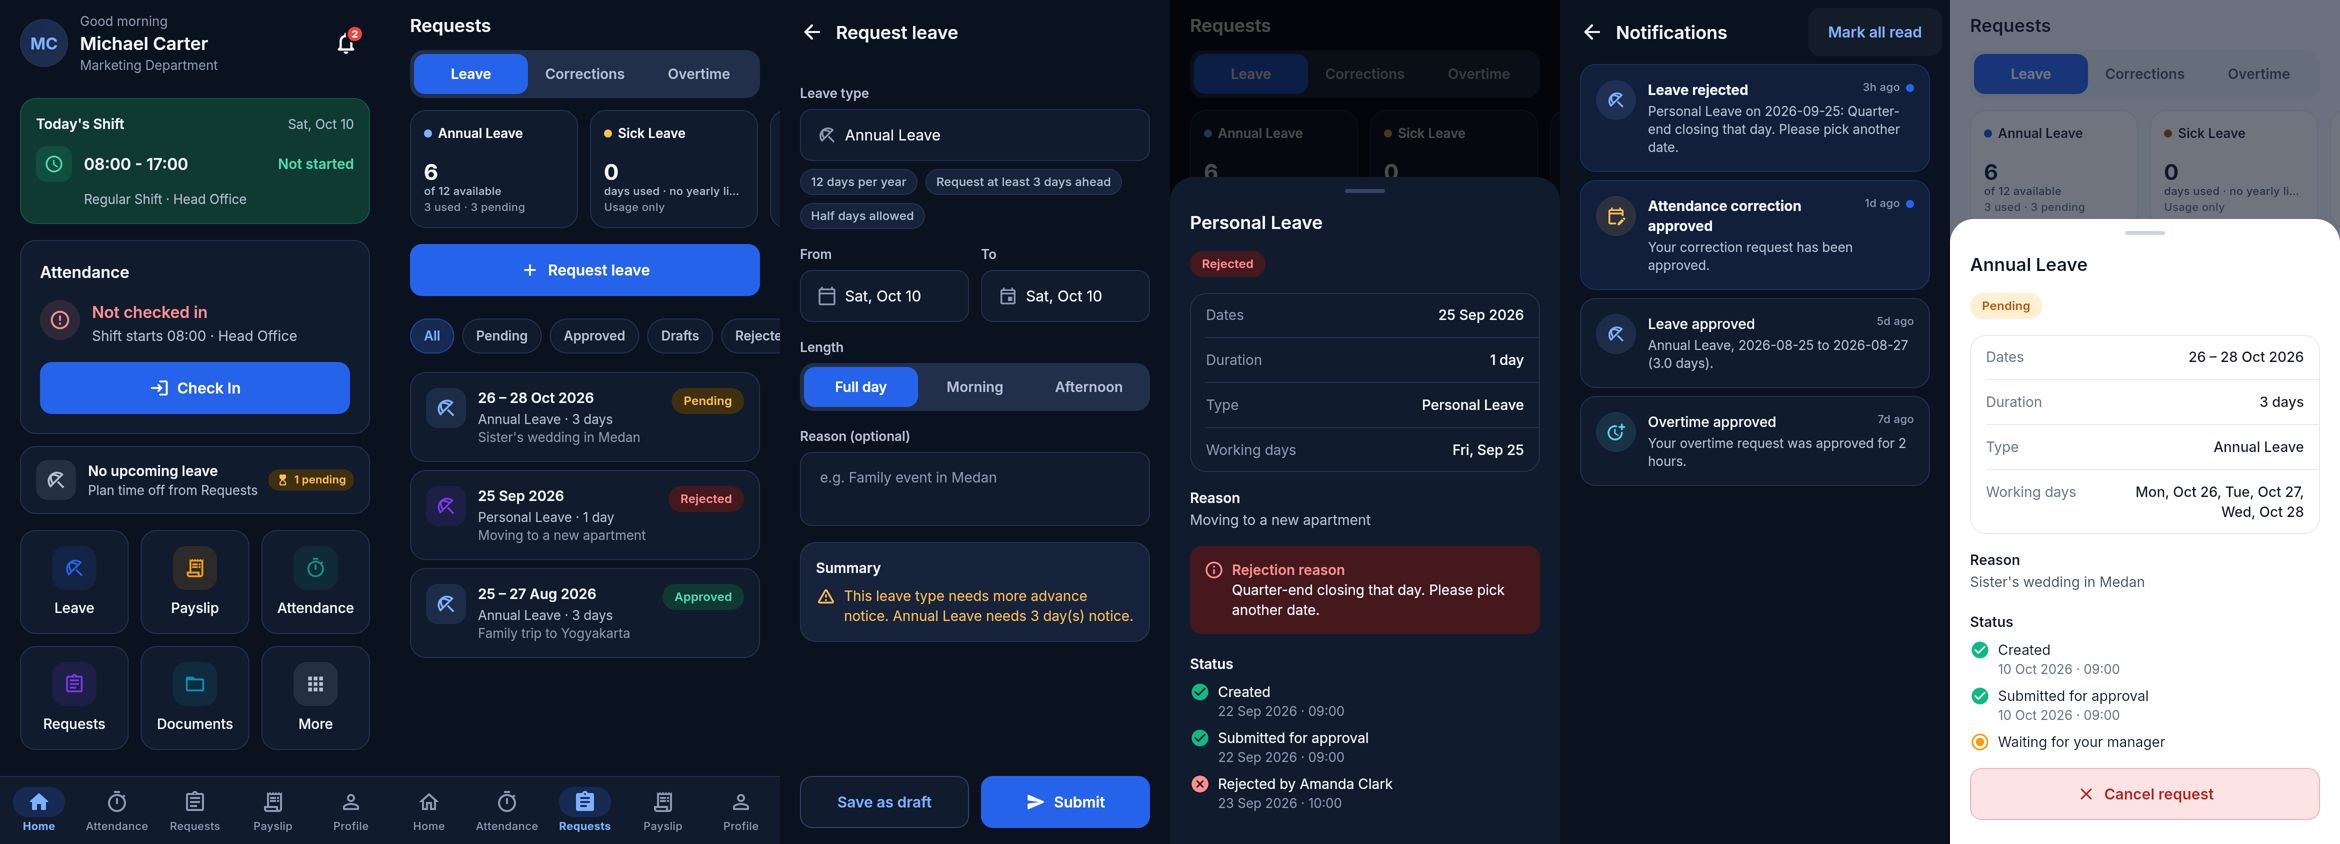 Good morning
MC
Michael Carter
Marketing Department
2
Today's Shift
Sat, Oct 10
08:00 - 17:00
Not started
Regular Shift · Head Office
Attendance
Not checked in
Shift starts 08:00 · Head Office
Check In
No upcoming leave
Plan time off from Requests
1 pending
Leave
Payslip
Attendance
Requests
Documents
More
Home
Attendance
Requests
Payslip
Profile
Requests
Leave
Corrections
Overtime
Annual Leave
6
of 12 available
3 used · 3 pending
Sick Leave
0
days used · no yearly li...
Usage only
Request leave
All
Pending
Approved
Drafts
Rejecte
26 – 28 Oct 2026
Pending
Annual Leave · 3 days
Sister's wedding in Medan
25 Sep 2026
Rejected
Personal Leave · 1 day
Moving to a new apartment
25 – 27 Aug 2026
Approved
Annual Leave · 3 days
Family trip to Yogyakarta
Home
Attendance
Requests
Payslip
Profile
Request leave
Leave type
Annual Leave
12 days per year
Request at least 3 days ahead
Half days allowed
From
To
Sat, Oct 10
Sat, Oct 10
Length
Full day
Morning
Afternoon
Reason (optional)
e.g. Family event in Medan
Summary
This leave type needs more advance
notice. Annual Leave needs 3 day(s) notice.
Save as draft
Submit
Requests
Leave
Corrections
Overtime
Annual Leave
6
Sick Leave
0
Personal Leave
Rejected
Dates
25 Sep 2026
Duration
1 day
Type
Personal Leave
Working days
Fri, Sep 25
Reason
Moving to a new apartment
Rejection reason
Quarter-end closing that day. Please pick
another date.
Status
Created
22 Sep 2026 · 09:00
Submitted for approval
22 Sep 2026 · 09:00
Rejected by Amanda Clark
23 Sep 2026 · 10:00
Notifications
Mark all read
Leave rejected
3h ago
Personal Leave on 2026-09-25: Quarter-
end closing that day. Please pick another
date.
Attendance correction
approved
1d ago
Your correction request has been
approved.
Leave approved
5d ago
Annual Leave, 2026-08-25 to 2026-08-27
(3.0 days).
Overtime approved
7d ago
Your overtime request was approved for 2
hours.
Requests
Leave
Corrections
Overtime
Annual Leave
6
of 12 available
3 used · 3 pending
Sick Leave
0
days used · no yearly li...
Usage only
Annual Leave
Pending
Dates
26 – 28 Oct 2026
Duration
3 days
Type
Annual Leave
Working days
Mon, Oct 26, Tue, Oct 27,
Wed, Oct 28
Reason
Sister's wedding in Medan
Status
Created
10 Oct 2026 · 09:00
Submitted for approval
10 Oct 2026 · 09:00
Waiting for your manager
Cancel request